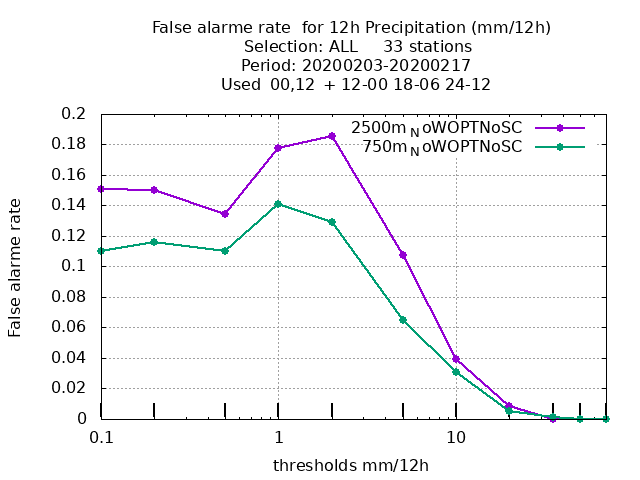 False alarme rate  for 12h Precipitation (mm/12h)
Selection: ALL     33 stations
Period: 20200203-20200217
Used  00,12  + 12-00 18-06 24-12
2500m_NoWOPTNoSC
750m_NoWOPTNoSC
0.2
0.18
0.16
0.14
0.12
0.1
0.08
0.06
0.04
0.02
0
False alarme rate
0.1
1
10
thresholds mm/12h